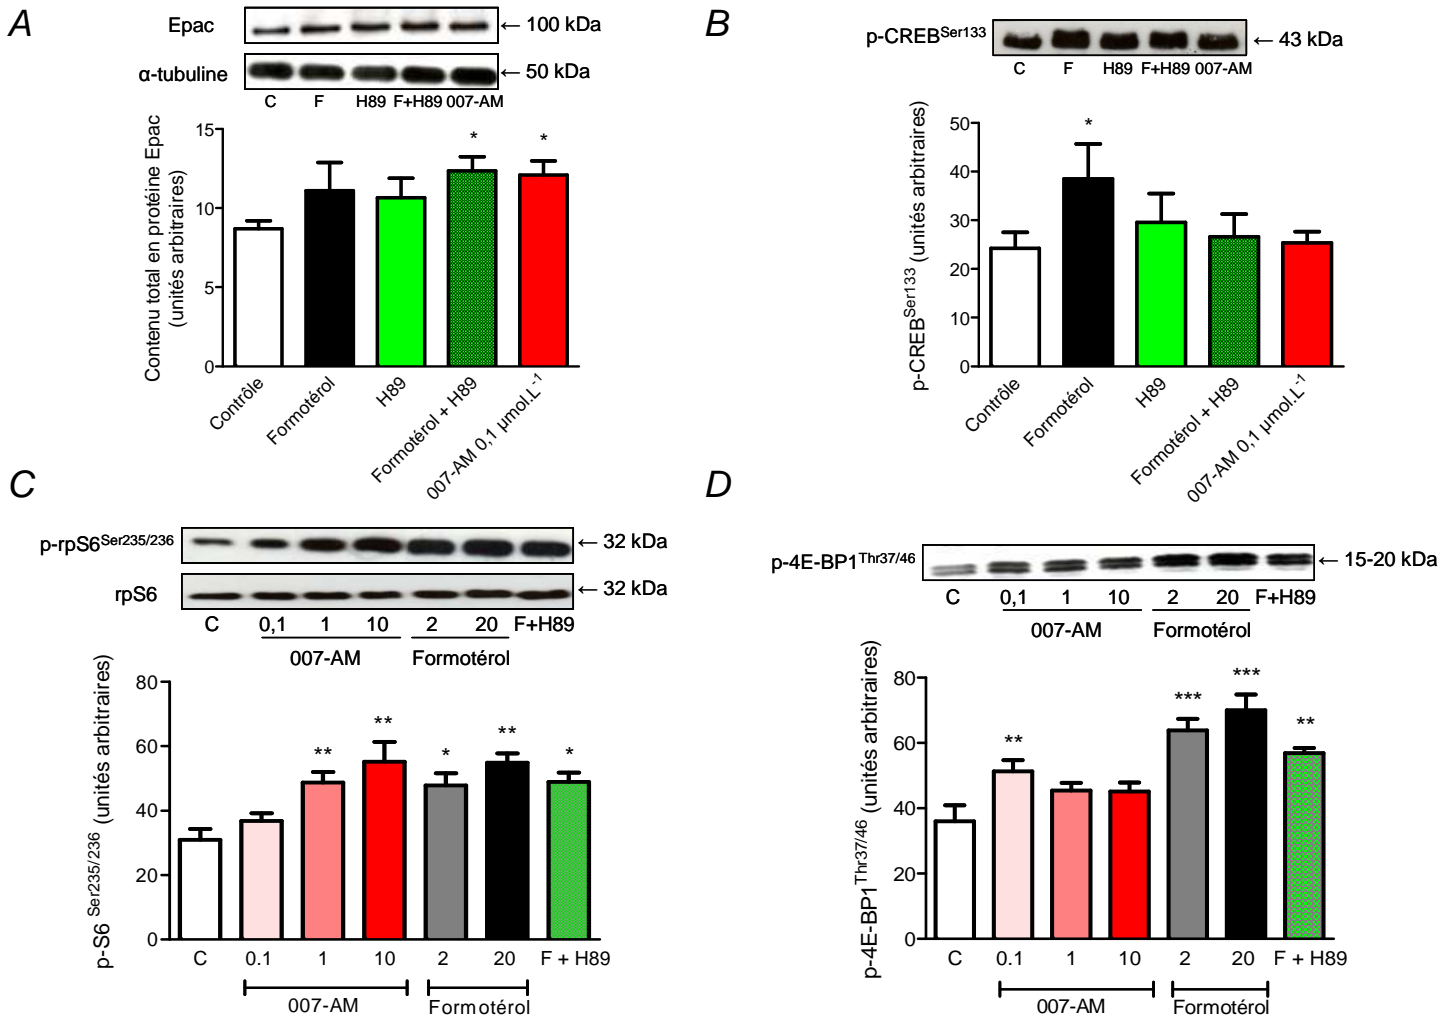 A
Epac
← 100 kDa
α-tubuline
← 50 kDa
C F H89 F+H89 007-AM
Contenu total en protéine Epac
(unités arbitraires)
15
10
5
0
* *
Contrôle
Formotérol
H89
Formotérol + H89
007-AM 0,1 µmol.L-1
B
p-CREBSer133
← 43 kDa
C F H89 F+H89 007-AM
p-CREBSer133 (unités arbitraires)
50
40
30
20
10
0
*
Contrôle
Formotérol
H89
Formotérol + H89
007-AM 0,1 µmol.L-1
C
p-rpS6Ser235/236
← 32 kDa
rpS6
← 32 kDa
C 0,1 1 10 2 20 F+H89
007-AM Formotérol
p-S6 Ser235/236 (unités arbitraires)
80
60
40
20
0
** ** * ** *
C 0.1 1 10 2 20 F + H89
007-AM Formotérol
D
p-4E-BP1Thr37/46
← 15-20 kDa
C 0,1 1 10 2 20 F+H89
007-AM Formotérol
p-4E-BP1Thr37/46 (unités arbitraires)
80
60
40
20
0
** *** *** **
C 0.1 1 10 2 20 F + H89
007-AM Formotérol